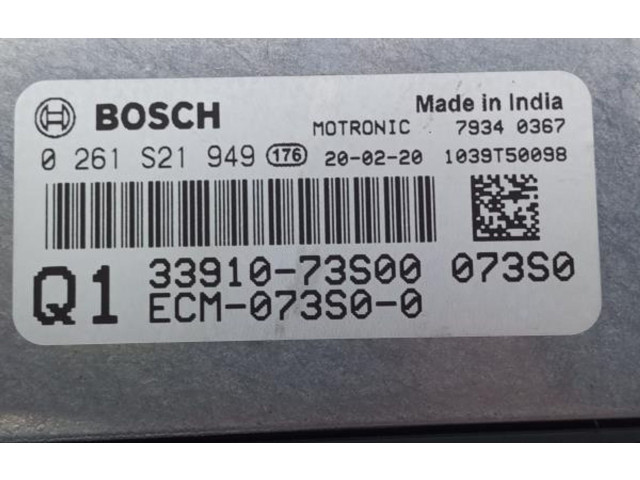 BOSCH Made in India
MOTRONIC 7934 0367
0 261 S21 949 176 20-02-20 1039T50098
Q1 33910-73S00 073S0
ECM-073S0-0